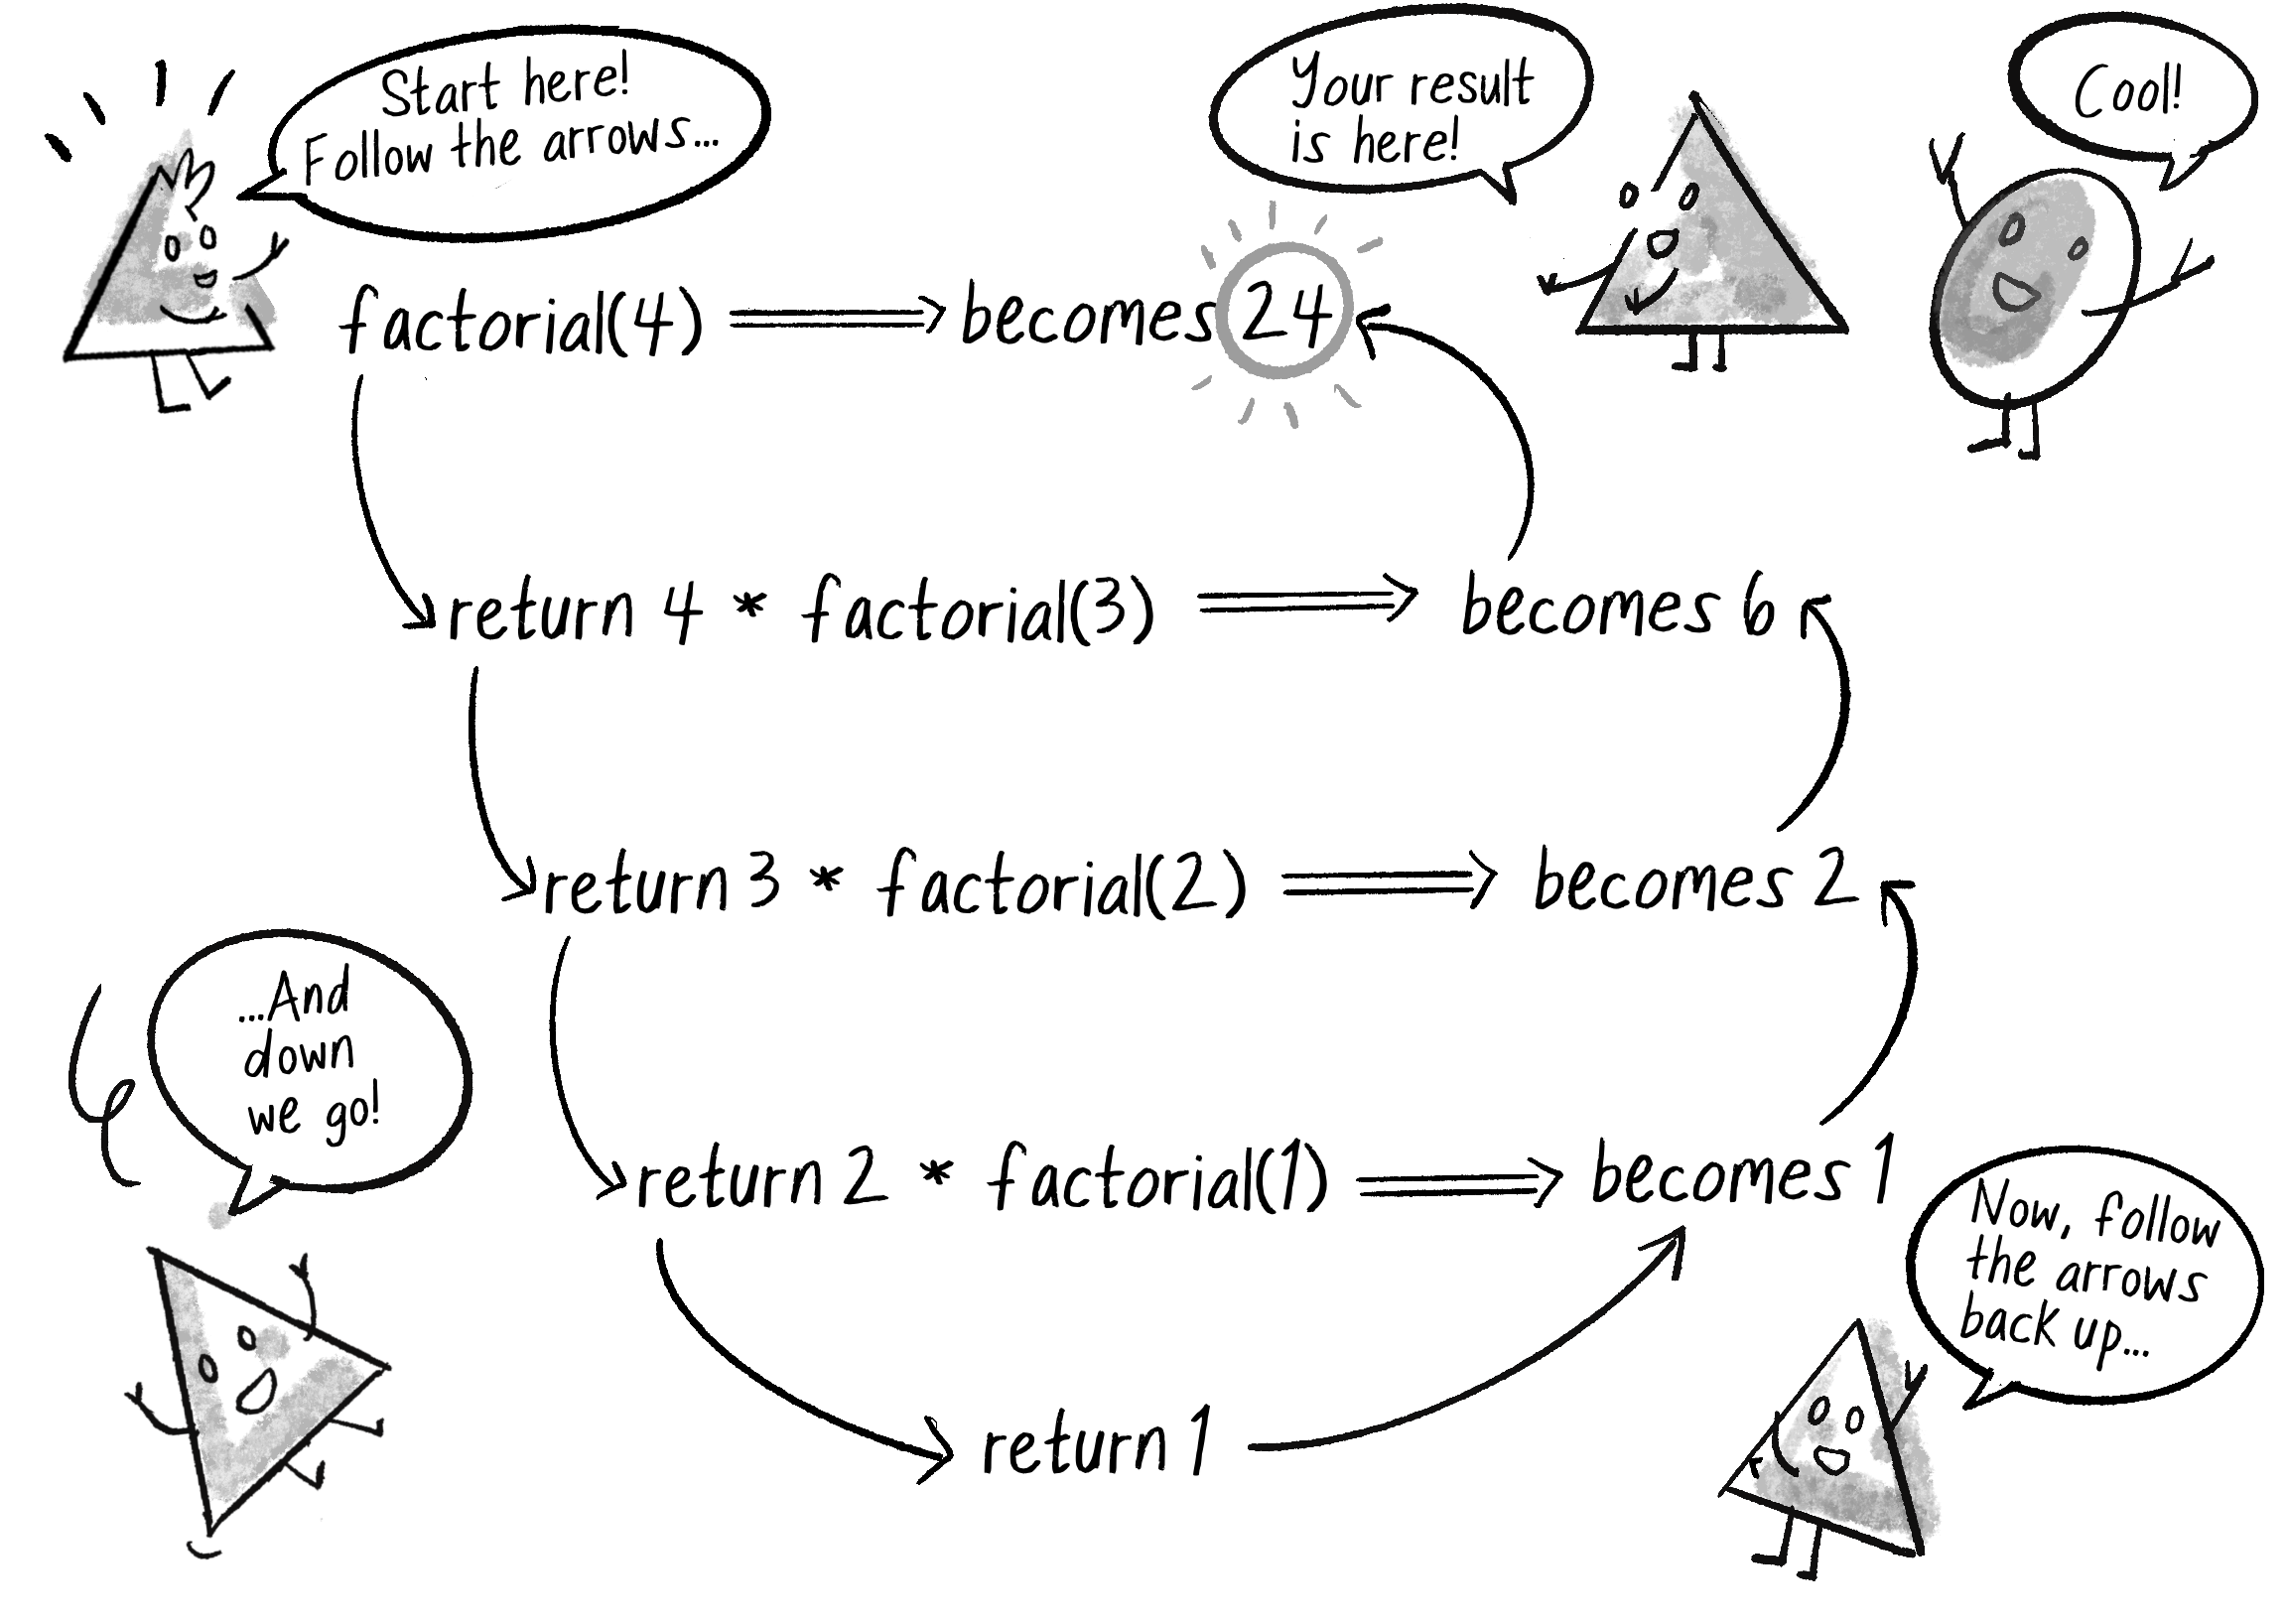 Start here!
Follow the arrows...
Your result
is here!
Cool!
factorial(4) becomes 24
return 4 * factorial(3) becomes 6
return 3 * factorial(2) becomes 2
...And
down
we go!
return 2 * factorial(1) becomes 1
Now, follow
the arrows
back up...
return 1